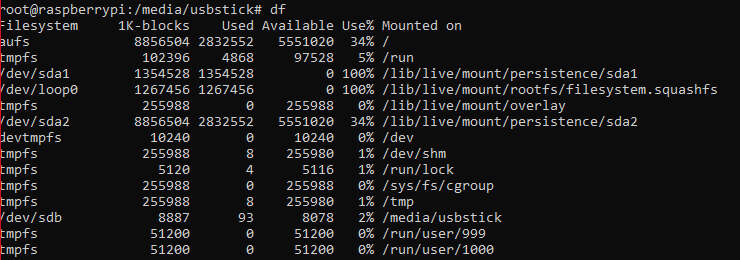 root@raspberrypi:/media/usbstick# df
Filesystem 1K-blocks Used Available Use% Mounted on
aufs 8856504 2832552 5551020 34% /
tmpfs 102396 4868 97528 5% /run
/dev/sda1 1354528 1354528 0 100% /lib/live/mount/persistence/sda1
/dev/loop0 1267456 1267456 0 100% /lib/live/mount/rootfs/filesystem.squashfs
tmpfs 255988 0 255988 0% /lib/live/mount/overlay
/dev/sda2 8856504 2832552 5551020 34% /lib/live/mount/persistence/sda2
devtmpfs 10240 0 10240 0% /dev
tmpfs 255988 8 255980 1% /dev/shm
tmpfs 5120 4 5116 1% /run/lock
tmpfs 255988 0 255988 0% /sys/fs/cgroup
tmpfs 255988 8 255980 1% /tmp
/dev/sdb 8887 93 8078 2% /media/usbstick
tmpfs 51200 0 51200 0% /run/user/999
tmpfs 51200 0 51200 0% /run/user/1000